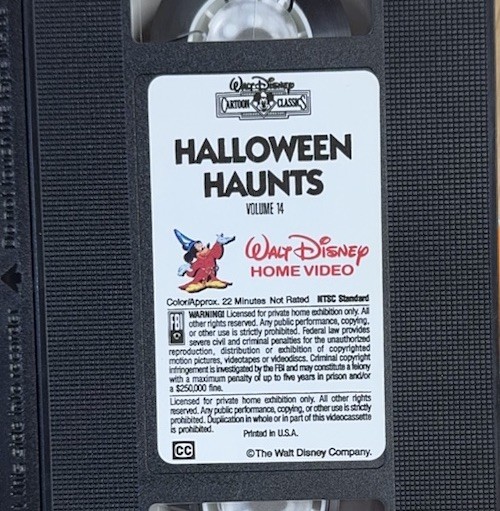 WALT DISNEY
CARTOON CLASSICS
HALLOWEEN
HAUNTS
VOLUME 14
WALT DISNEY
HOME VIDEO
Color/Approx. 22 Minutes Not Rated NTSC Standard
FBI WARNING! Licensed for private home exhibition only. All
other rights reserved. Any public performance, copying,
or other use is strictly prohibited. Federal law provides
severe civil and criminal penalties for the unauthorized
reproduction, distribution or exhibition of copyrighted
motion pictures, videotapes or videodiscs. Criminal copyright
infringement is investigated by the FBI and may constitute a felony
with a maximum penalty of up to five years in prison and/or
a $250,000 fine.
Licensed for private home exhibition only. All other rights
reserved. Any public performance, copying, or other use is strictly
prohibited. Duplication in whole or in part of this videocassette
is prohibited.
Printed in U.S.A.
CC
©The Walt Disney Company.